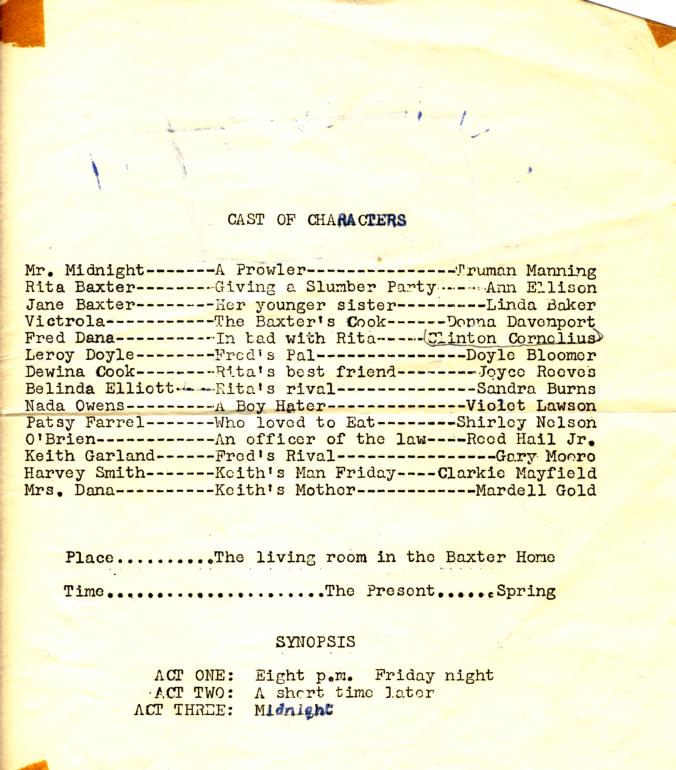 CAST OF CHARACTERS
Mr. Midnight-------A Prowler---------------Truman Manning
Rita Baxter--------Giving a Slumber Party-----Ann Ellison
Jane Baxter--------Her younger sister--------Linda Baker
Victrola-----------The Baxter's Cook------Donna Davenport
Fred Dana----------In bad with Rita-----Clinton Cornelius
Leroy Doyle--------Fred's Pal----------------Doyle Bloomer
Dewina Cook--------Rita's best friend-------Joyce Reeves
Belinda Elliott----Rita's rival------------Sandra Burns
Nada Owens---------A Boy Hater------------Violet Lawson
Patsy Farrel-------Who loved to Eat-------Shirley Nelson
O'Brien------------An officer of the law----Reed Hail Jr.
Keith Garland------Fred's Rival---------------Gary Moore
Harvey Smith-------Keith's Man Friday----Clarkie Mayfield
Mrs. Dana----------Keith's Mother------------Mardell Gold
Place..........The living room in the Baxter Home
Time......................The Present......Spring
SYNOPSIS
ACT ONE: Eight p.m. Friday night
ACT TWO: A short time later
ACT THREE: Midnight